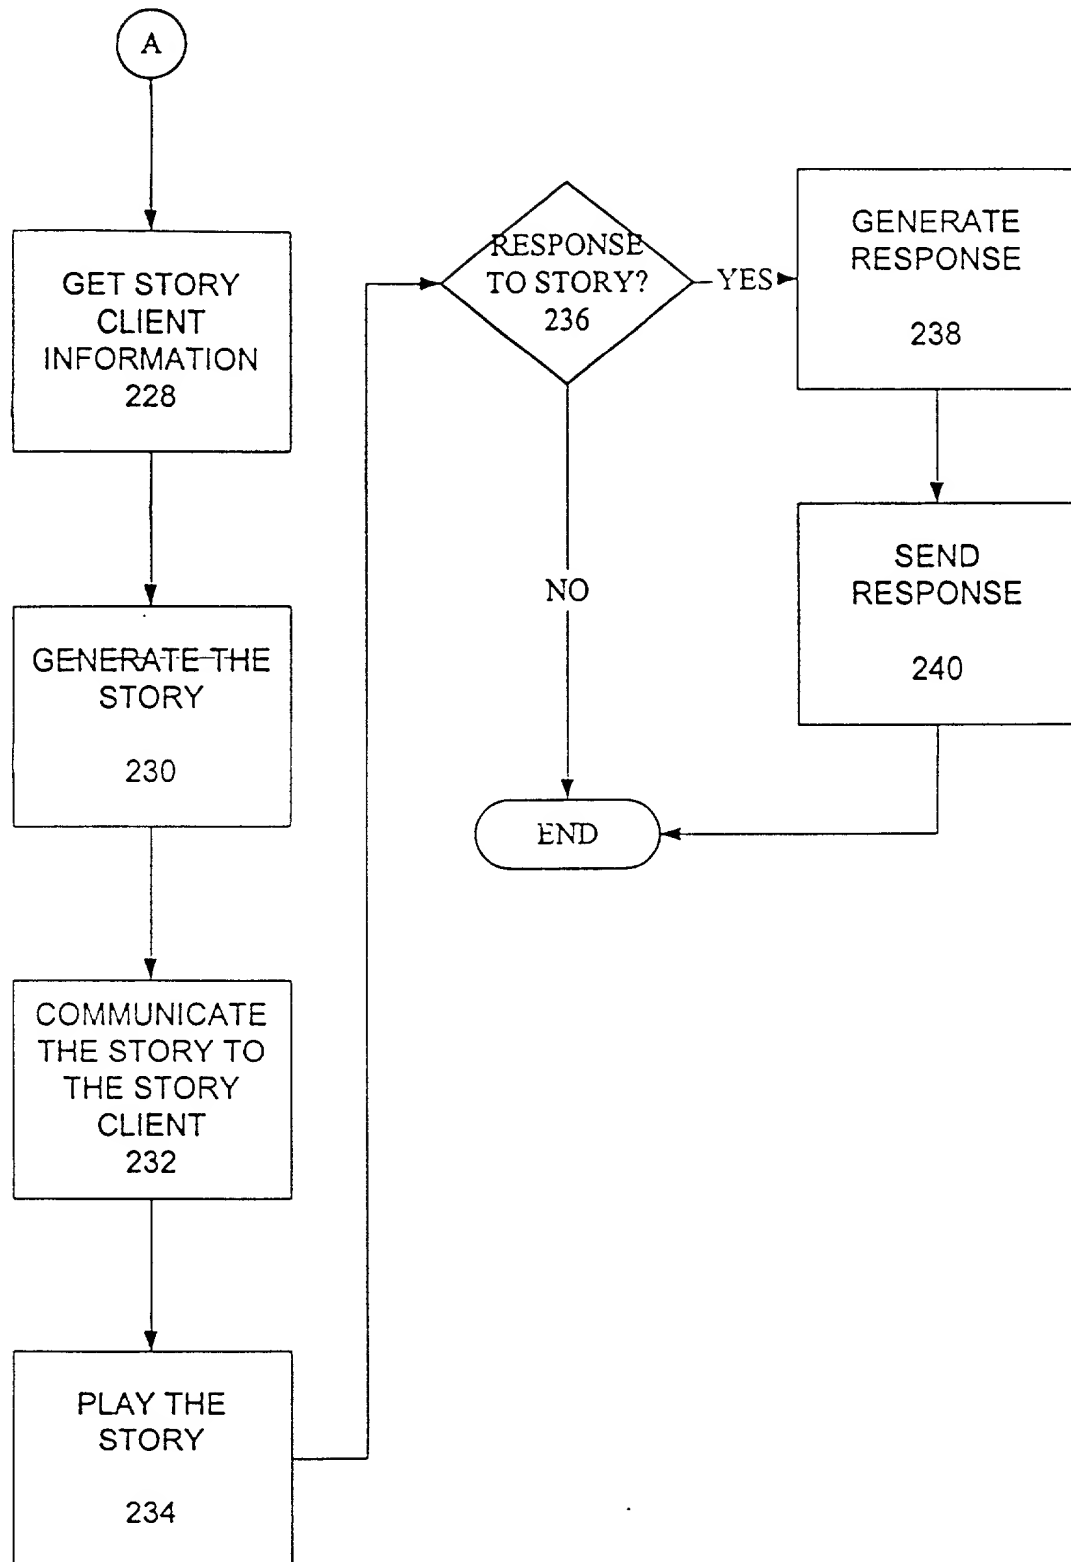 A
GET STORY
CLIENT
INFORMATION
228
GENERATE THE
STORY
230
COMMUNICATE
THE STORY TO
THE STORY
CLIENT
232
PLAY THE
STORY
234
RESPONSE
TO STORY?
236
YES
NO
GENERATE
RESPONSE
238
SEND
RESPONSE
240
END